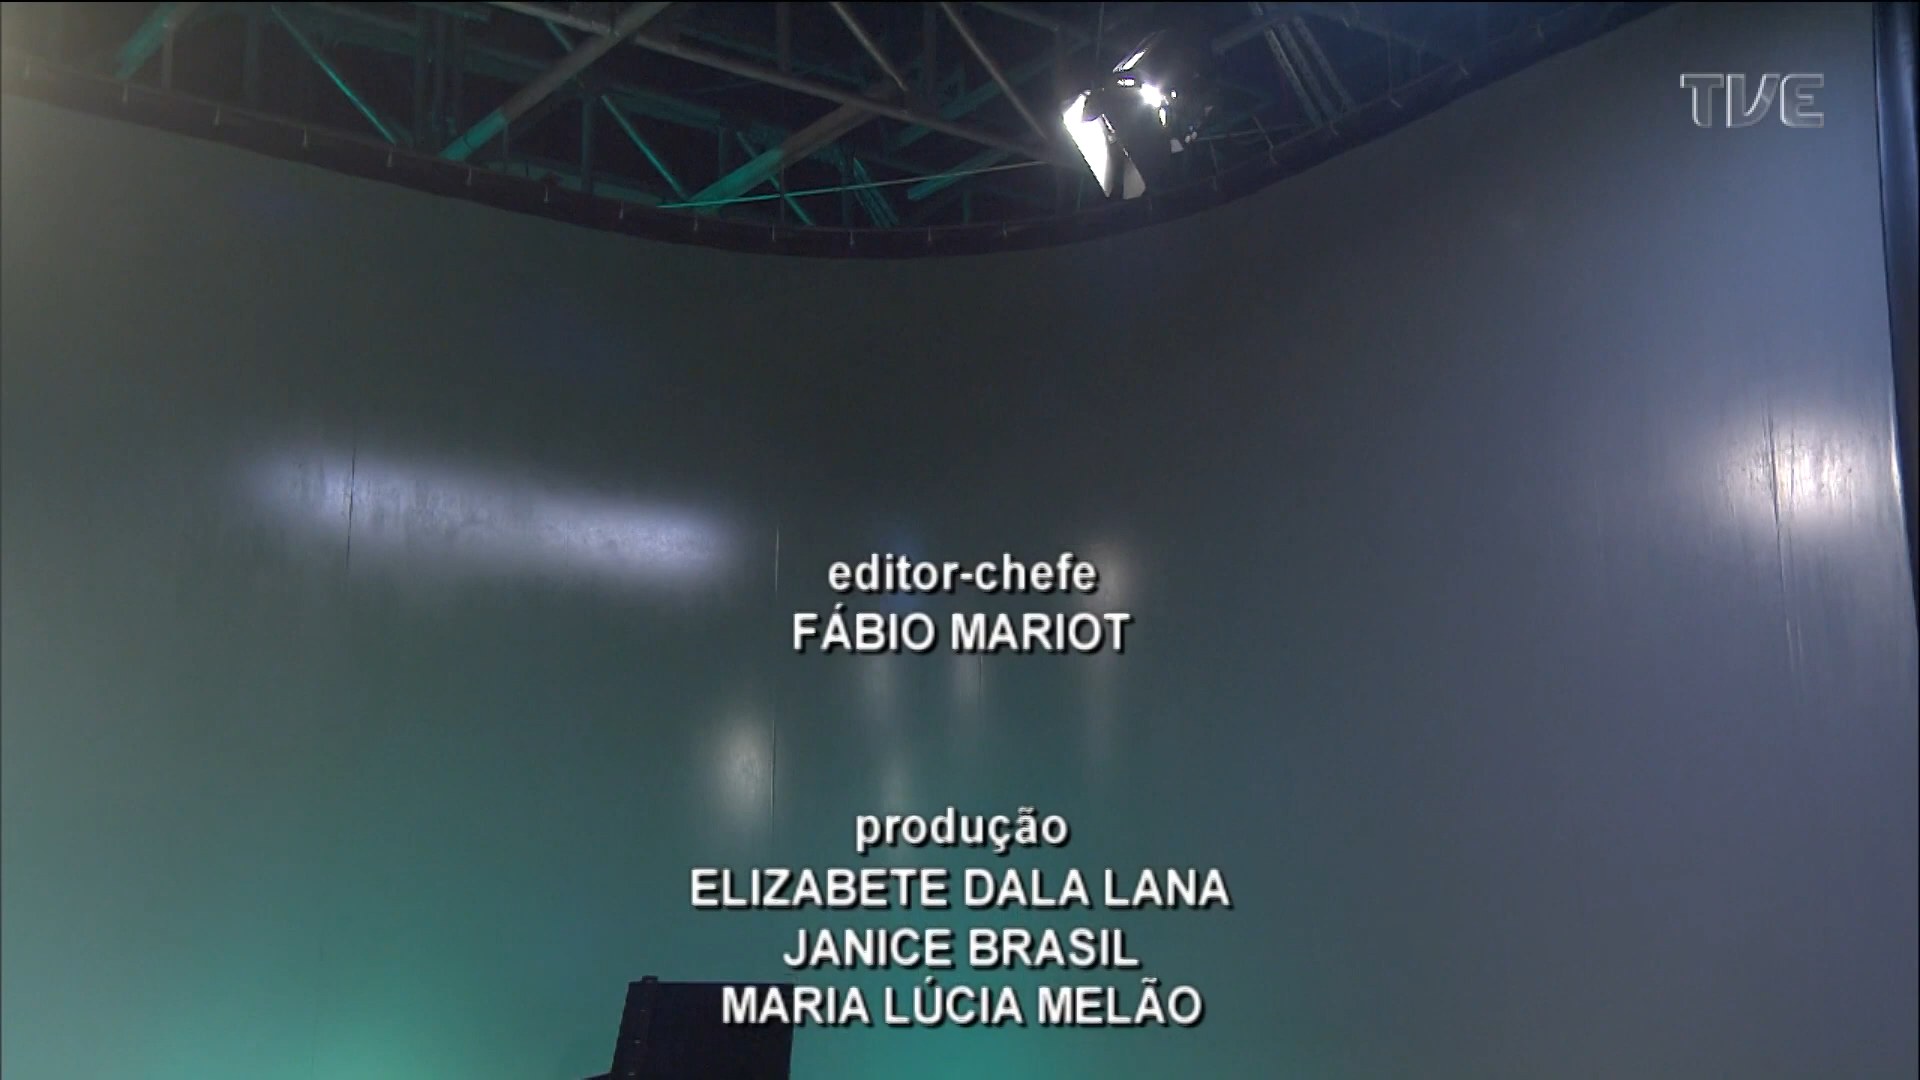 TVE
editor-chefe
FÁBIO MARIOT
produção
ELIZABETE DALA LANA
JANICE BRASIL
MARIA LÚCIA MELÃO